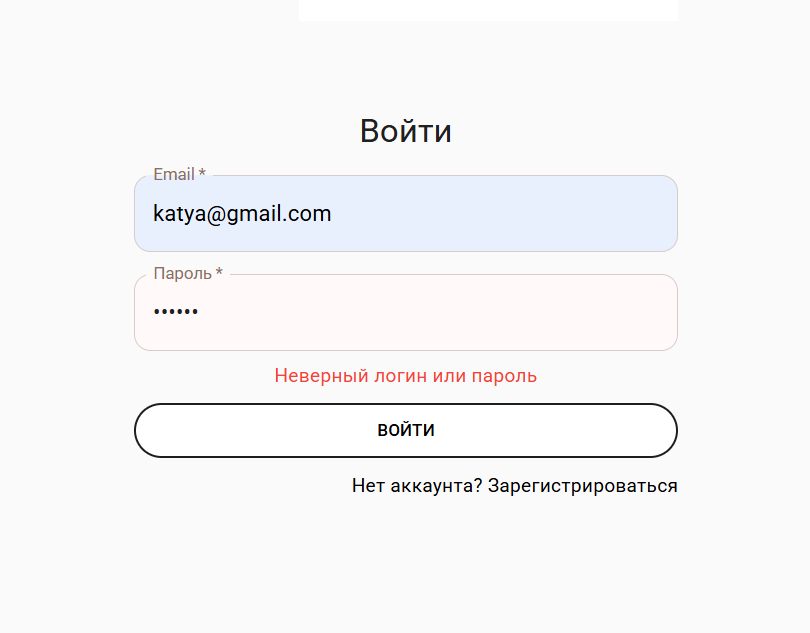 Войти
Email *
katya@gmail.com
Пароль *
••••••
Неверный логин или пароль
ВОЙТИ
Нет аккаунта? Зарегистрироваться